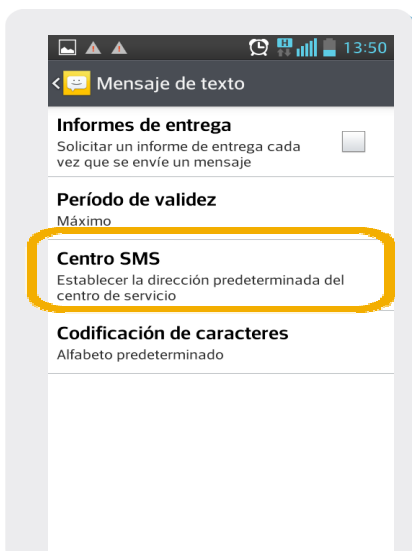 H
13:50
< Mensaje de texto
Informes de entrega
Solicitar un informe de entrega cada
vez que se envíe un mensaje
Período de validez
Máximo
Centro SMS
Establecer la dirección predeterminada del
centro de servicio
Codificación de caracteres
Alfabeto predeterminado